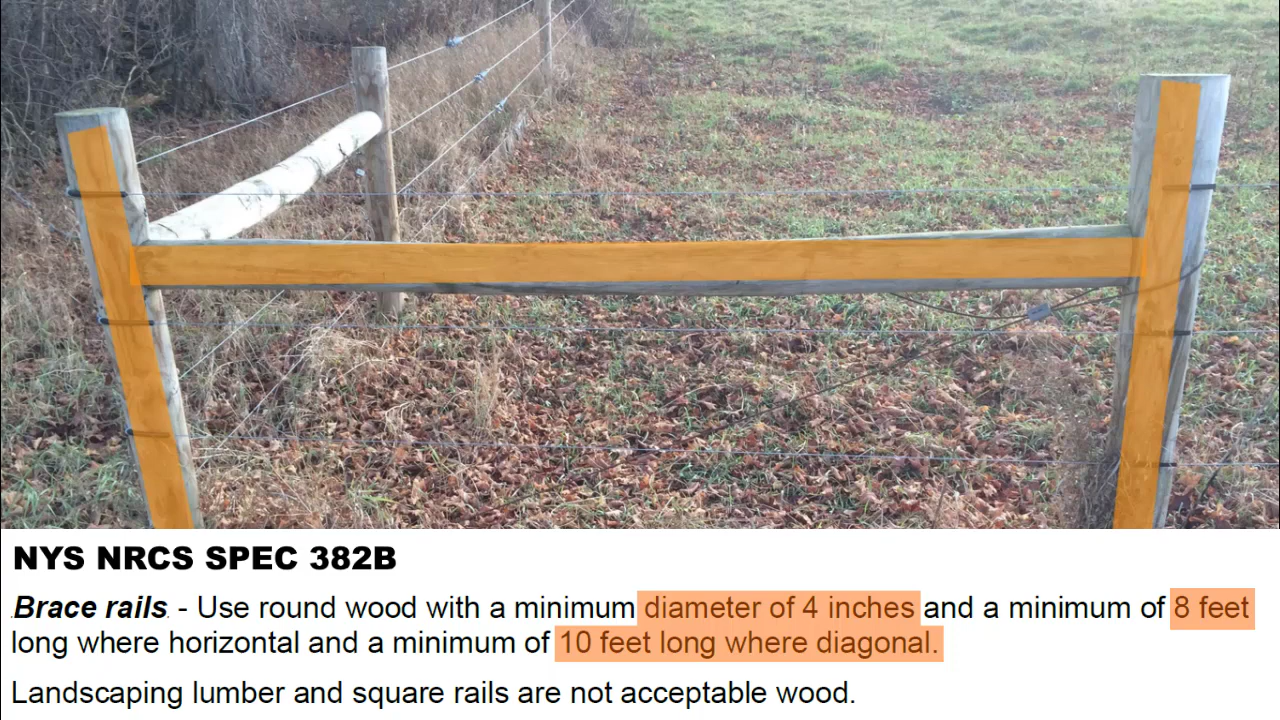 NYS NRCS SPEC 382B
Brace rails. - Use round wood with a minimum diameter of 4 inches and a minimum of 8 feet
long where horizontal and a minimum of 10 feet long where diagonal.
Landscaping lumber and square rails are not acceptable wood.